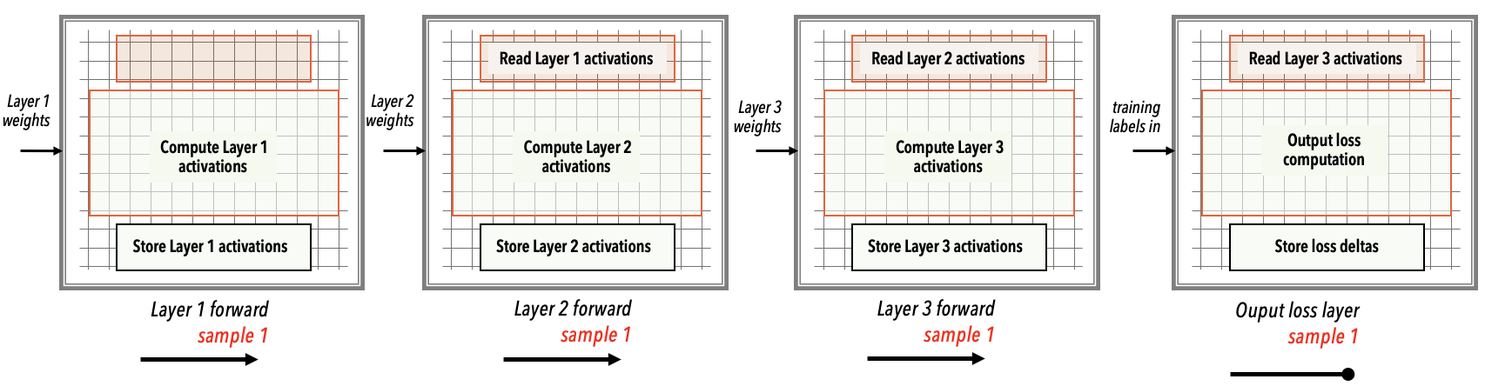 Layer 1
weights
Compute Layer 1
activations
Store Layer 1 activations
Layer 1 forward
sample 1
Layer 2
weights
Read Layer 1 activations
Compute Layer 2
activations
Store Layer 2 activations
Layer 2 forward
sample 1
Layer 3
weights
Read Layer 2 activations
Compute Layer 3
activations
Store Layer 3 activations
Layer 3 forward
sample 1
training
labels in
Read Layer 3 activations
Output loss
computation
Store loss deltas
Ouput loss layer
sample 1